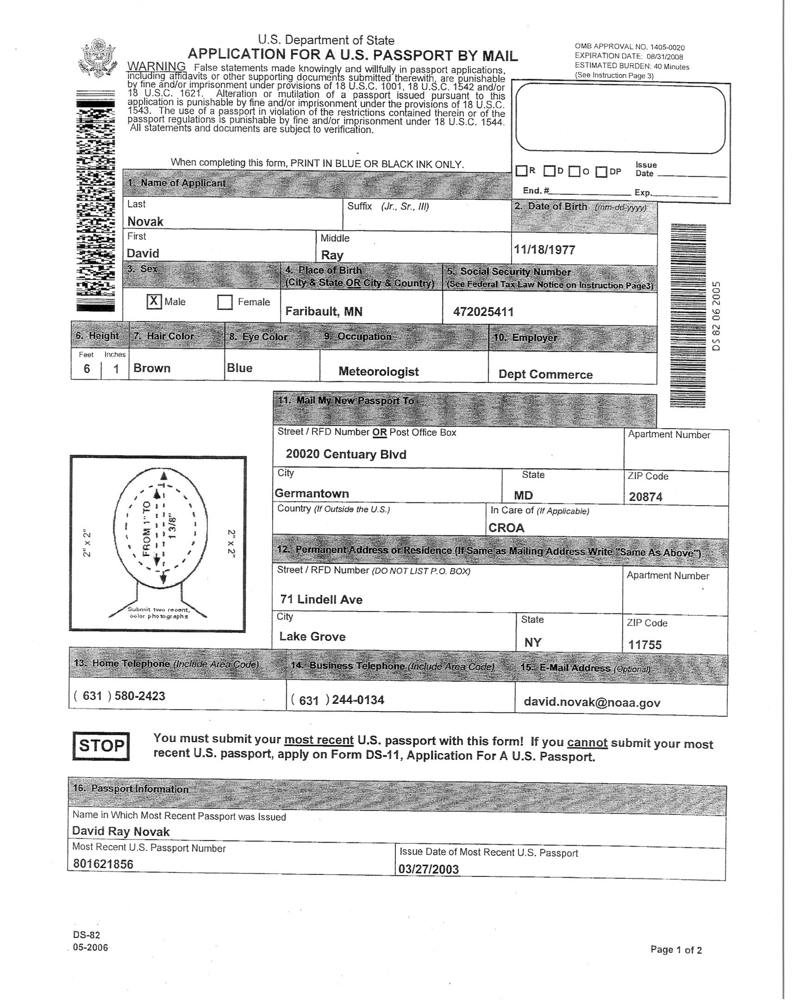 U.S. Department of State
APPLICATION FOR A U.S. PASSPORT BY MAIL
OMB APPROVAL NO. 1405-0020
EXPIRATION DATE: 08/31/2008
ESTIMATED BURDEN: 40 Minutes
(See Instruction Page 3)
WARNING False statements made knowingly and willfully in passport applications,
including affidavits or other supporting documents submitted therewith, are punishable
by fine and/or imprisonment under provisions of 18 U.S.C. 1001, 18 U.S.C. 1542 and/or
18 U.S.C. 1621. Alteration or mutilation of a passport issued pursuant to this
application is punishable by fine and/or imprisonment under the provisions of 18 U.S.C.
1543. The use of a passport in violation of the restrictions contained therein or of the
passport regulations is punishable by fine and/or imprisonment under 18 U.S.C. 1544.
All statements and documents are subject to verification.
When completing this form, PRINT IN BLUE OR BLACK INK ONLY.
R D O DP Issue Date
End. # Exp.
1. Name of Applicant
Last Suffix (Jr., Sr., III) 2. Date of Birth (mm-dd-yyyy)
Novak
First Middle
David Ray 11/18/1977
3. Sex 4. Place of Birth 5. Social Security Number
(City & State OR City & Country) (See Federal Tax Law Notice on Instruction Page3)
X Male Female
Faribault, MN 472025411
DS 82 06 2005
6. Height 7. Hair Color 8. Eye Color 9. Occupation 10. Employer
Feet Inches
6 1 Brown Blue Meteorologist Dept Commerce
11. Mail My New Passport To
Street / RFD Number OR Post Office Box Apartment Number
20020 Centuary Blvd
City State ZIP Code
Germantown MD 20874
Country (If Outside the U.S.) In Care of (If Applicable)
CROA
2" x 2"
FROM 1" TO
1 3/8"
2" x 2"
Submit two recent,
color photographs
12. Permanent Address or Residence (If Same as Mailing Address Write "Same As Above")
Street / RFD Number (DO NOT LIST P.O. BOX) Apartment Number
71 Lindell Ave
City State ZIP Code
Lake Grove NY 11755
13. Home Telephone (Include Area Code) 14. Business Telephone (Include Area Code) 15. E-Mail Address (Optional)
( 631 ) 580-2423 ( 631 ) 244-0134 david.novak@noaa.gov
STOP
You must submit your most recent U.S. passport with this form! If you cannot submit your most
recent U.S. passport, apply on Form DS-11, Application For A U.S. Passport.
16. Passport Information
Name in Which Most Recent Passport was Issued
David Ray Novak
Most Recent U.S. Passport Number Issue Date of Most Recent U.S. Passport
801621856 03/27/2003
DS-82
05-2006
Page 1 of 2